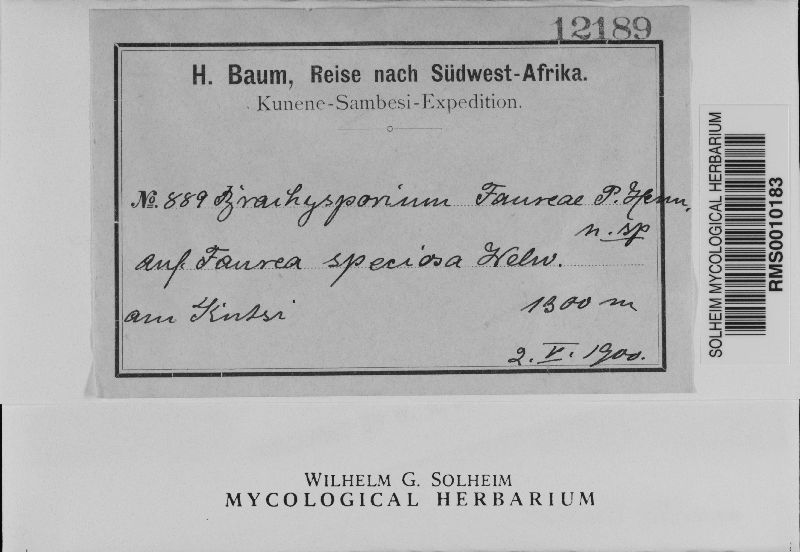 12189
H. Baum, Reise nach Südwest-Afrika.
Kunene-Sambesi-Expedition.
No. 889 Brachysporium Faureae P. Henn.
n. sp
auf Faurea speciosa Welw.
am Kutsi
1300 m
2. V. 1900.
SOLHEIM MYCOLOGICAL HERBARIUM
RMS0010183
WILHELM G. SOLHEIM
MYCOLOGICAL HERBARIUM